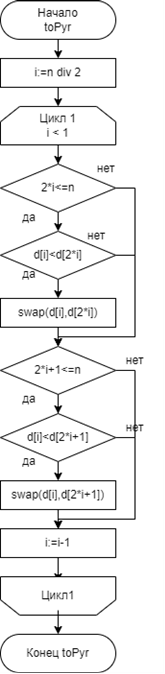 Начало
toPyr
i:=n div 2
Цикл 1
i < 1
нет
2*i<=n
да
нет
d[i]<d[2*i]
да
swap(d[i],d[2*i])
нет
2*i+1<=n
да
нет
d[i]<d[2*i+1]
да
swap(d[i],d[2*i+1])
i:=i-1
Цикл1
Конец toPyr